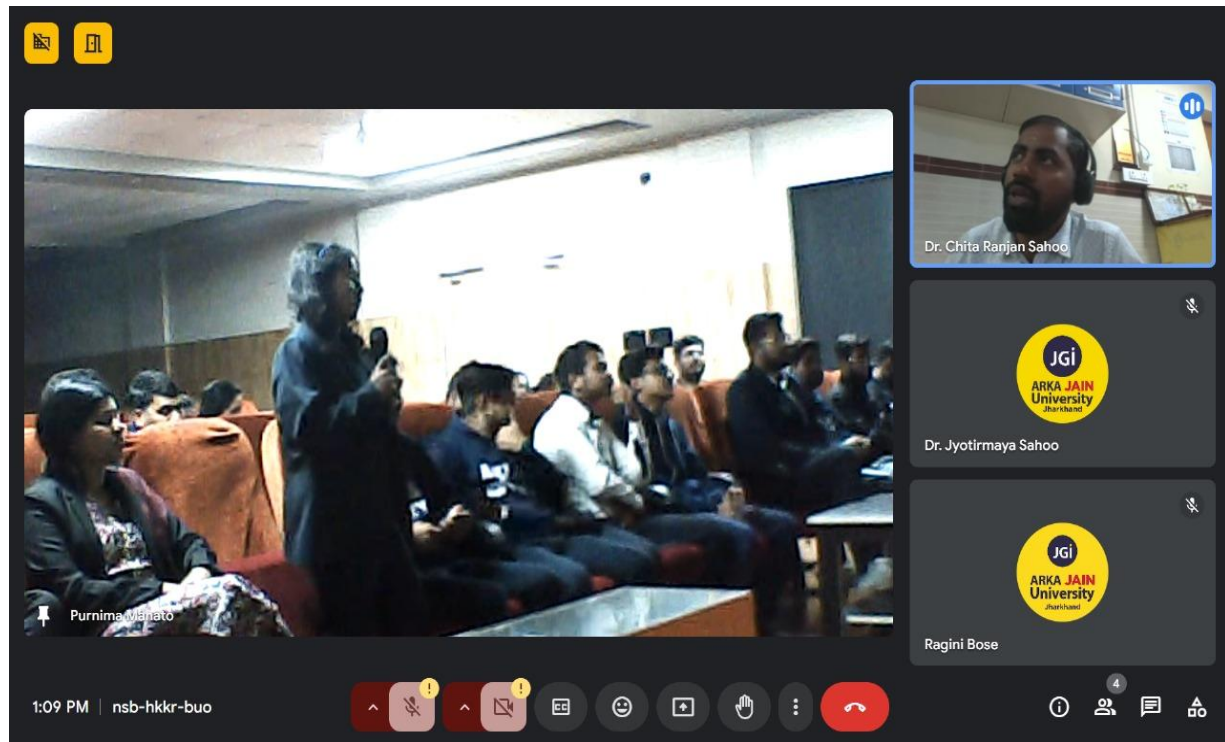 Dr. Chita Ranjan Sahoo
JGi
ARKA JAIN
University
Jharkhand
Dr. Jyotirmaya Sahoo
JGi
ARKA JAIN
University
Jharkhand
Ragini Bose
Purnima Mahato
1:09 PM | nsb-hkkr-buo
CC
4